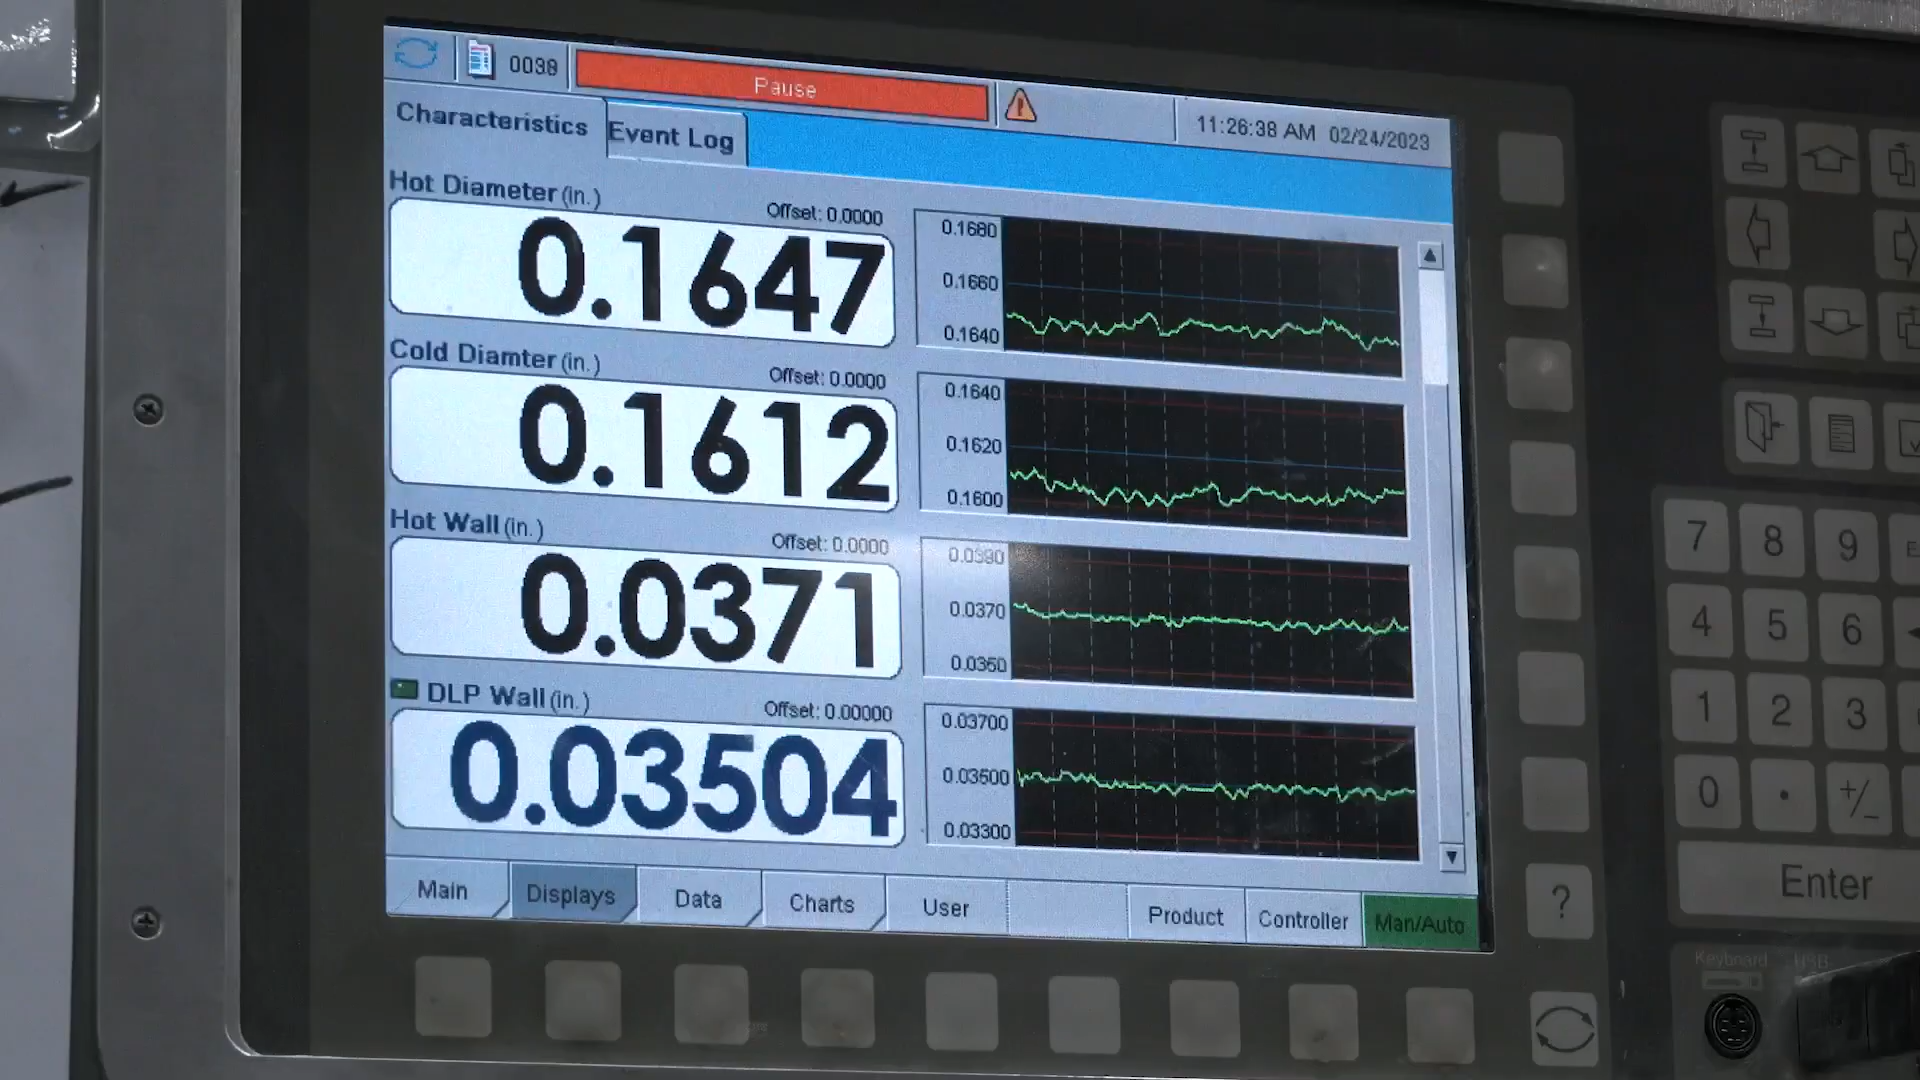 0038
Pause
11:26:38 AM 02/24/2023
Characteristics
Event Log
Hot Diameter (in.)
Offset: 0.0000
0.1647
0.1680
0.1660
0.1640
Cold Diamter (in.)
Offset: 0.0000
0.1612
0.1640
0.1620
0.1600
Hot Wall (in.)
Offset: 0.0000
0.0371
0.0380
0.0370
0.0360
DLP Wall (in.)
Offset: 0.00000
0.03504
0.03700
0.03500
0.03300
Main
Displays
Data
Charts
User
Product
Controller
Man/Auto
7 8 9
4 5 6
1 2 3
0 . +/-
Enter
?
Keyboard USB